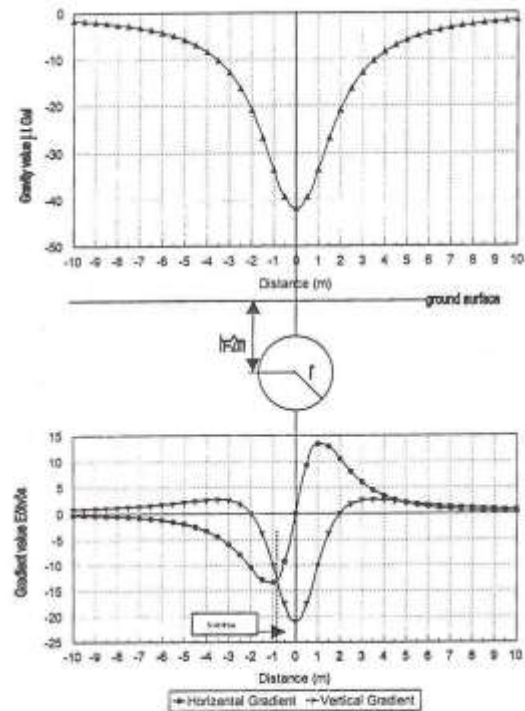 0
-10
-20
-30
-40
-50
Gravity value µ Gal
-10 -9 -8 -7 -6 -5 -4 -3 -2 -1 0 1 2 3 4 5 6 7 8 9 10
Distance (m)
ground surface
h=2m
r
15
10
5
0
-5
-10
-15
-20
-25
Gradient value EÖtvÖs
-10 -9 -8 -7 -6 -5 -4 -3 -2 -1 0 1 2 3 4 5 6 7 8 9 10
Distance (m)
Horizontal Gradient Vertical Gradient